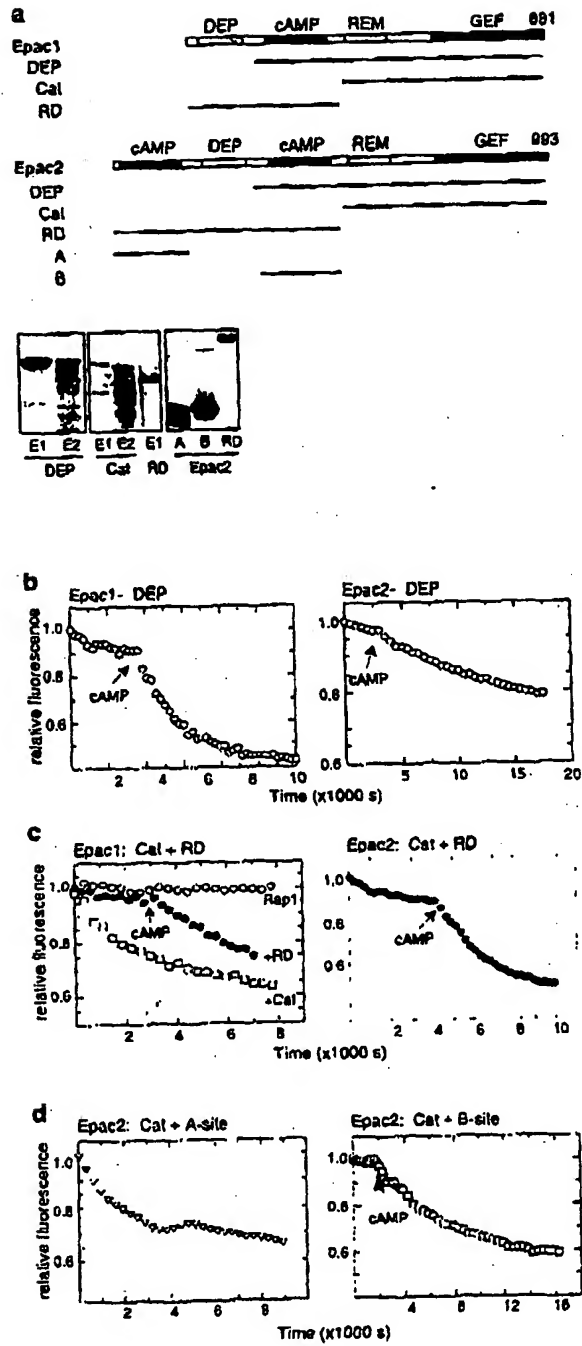 a
DEP cAMP REM GEF 881
Epac1
DEP
Cal
RD
cAMP DEP cAMP REM GEF 993
Epac2
DEP
Cal
RD
A
B
E1 E2 E1 E2 E1 A B RD
DEP Cat RD Epac2
b
Epac1- DEP
Epac2- DEP
relative fluorescence
1.0
0.8
0.6
cAMP
2 4 6 8 10
1.0
0.8
0.6
cAMP
5 10 15 20
Time (x1000 s)
c
Epac1: Cal + RD
Epac2: Cat + RD
relative fluorescence
1.0
0.8
0.6
Rap1
cAMP
+RD
+Cal
2 4 6 8
1.0
0.8
0.6
cAMP
2 4 6 8 10
Time (x1000 s)
d
Epac2: Cat + A-site
Epac2: Cat + B-site
relative fluorescence
1.0
0.8
0.6
2 4 6 8
1.0
0.8
0.6
cAMP
4 8 12 16
Time (x1000 s)